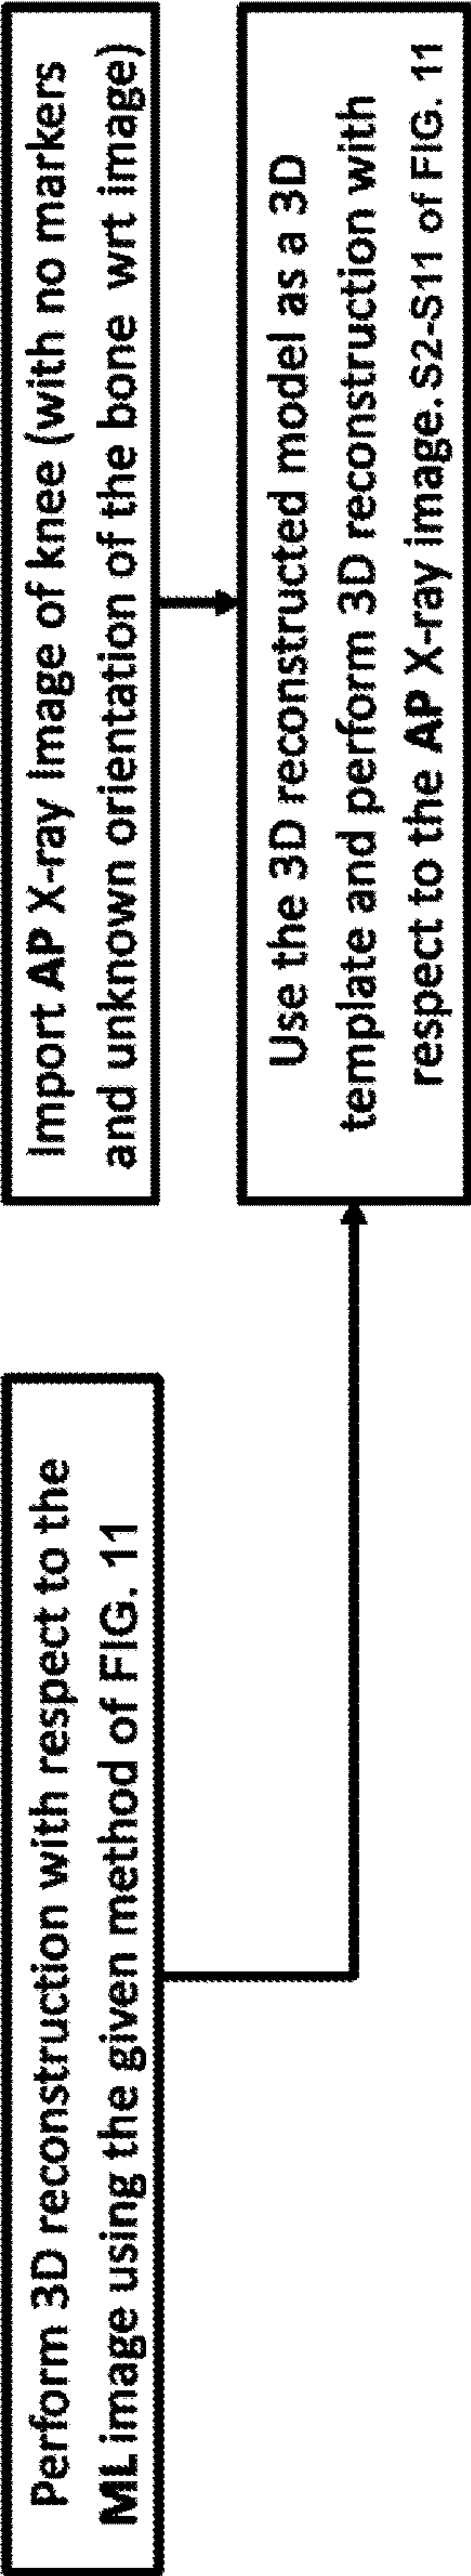 Perform 3D reconstruction with respect to the
ML image using the given method of FIG. 11
Import AP X-ray image of knee (with no markers
and unknown orientation of the bone wrt image)
Use the 3D reconstructed model as a 3D
template and perform 3D reconstruction with
respect to the AP X-ray image. S2-S11 of FIG. 11